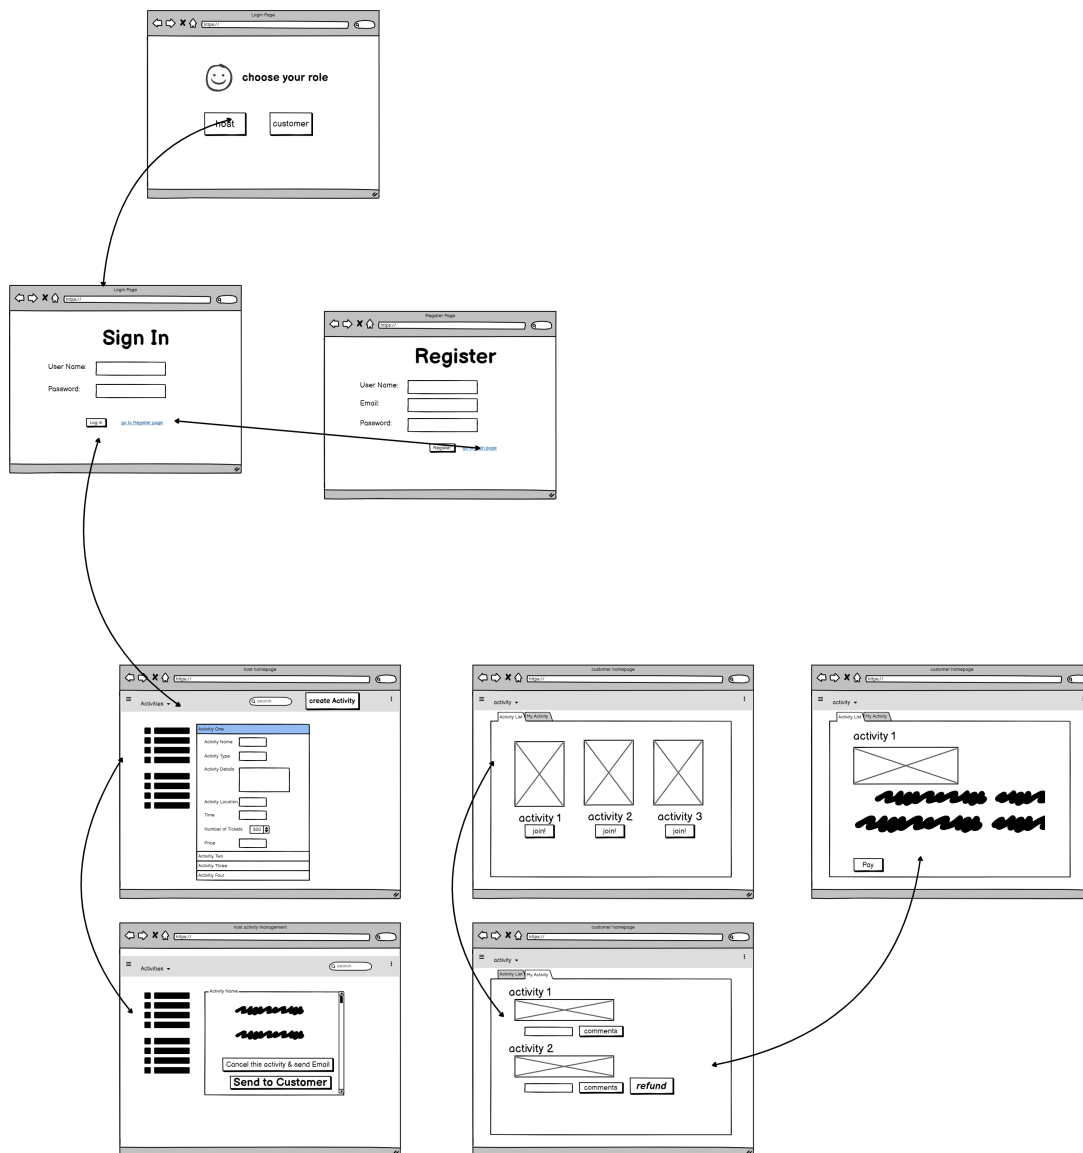 Login Page
https://
choose your role
host
customer
Login Page
https://
Sign In
User Name:
Password:
Log in
go to Register page
Register Page
https://
Register
User Name:
Email:
Password:
Register
host homepage
https://
Activities
search
create Activity
Activity One
Activity Name
Activity Type
Activity Details
Activity Location
Time
Number of Tickets
300
Price
Activity Two
Activity Three
Activity Four
customer homepage
https://
activity
Activity List
My Activity
activity 1
activity 2
activity 3
join!
join!
join!
customer homepage
https://
activity
Activity List
My Activity
activity 1
Pay
host activity management
https://
Activities
search
Activity Name
Cancel this activity & send Email
Send to Customer
customer homepage
https://
activity
Activity List
My Activity
activity 1
comments
activity 2
comments
refund